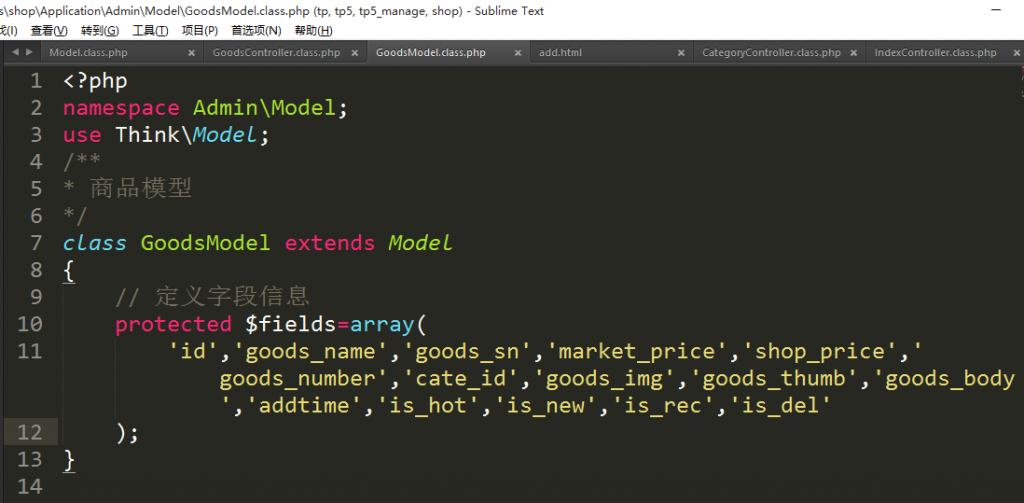 s\shop\Application\Admin\Model\GoodsModel.class.php (tp, tp5, tp5_manage, shop) - Sublime Text
找(I) 查看(V) 转到(G) 工具(T) 项目(P) 首选项(N) 帮助(H)
Model.class.php × GoodsController.class.php × GoodsModel.class.php × add.html × CategoryController.class.php × IndexController.class.php ×
1 <?php
2 namespace Admin\Model;
3 use Think\Model;
4 /**
5 * 商品模型
6 */
7 class GoodsModel extends Model
8 {
9 // 定义字段信息
10 protected $fields=array(
11 'id','goods_name','goods_sn','market_price','shop_price','
goods_number','cate_id','goods_img','goods_thumb','goods_body
','addtime','is_hot','is_new','is_rec','is_del'
12 );
13 }
14